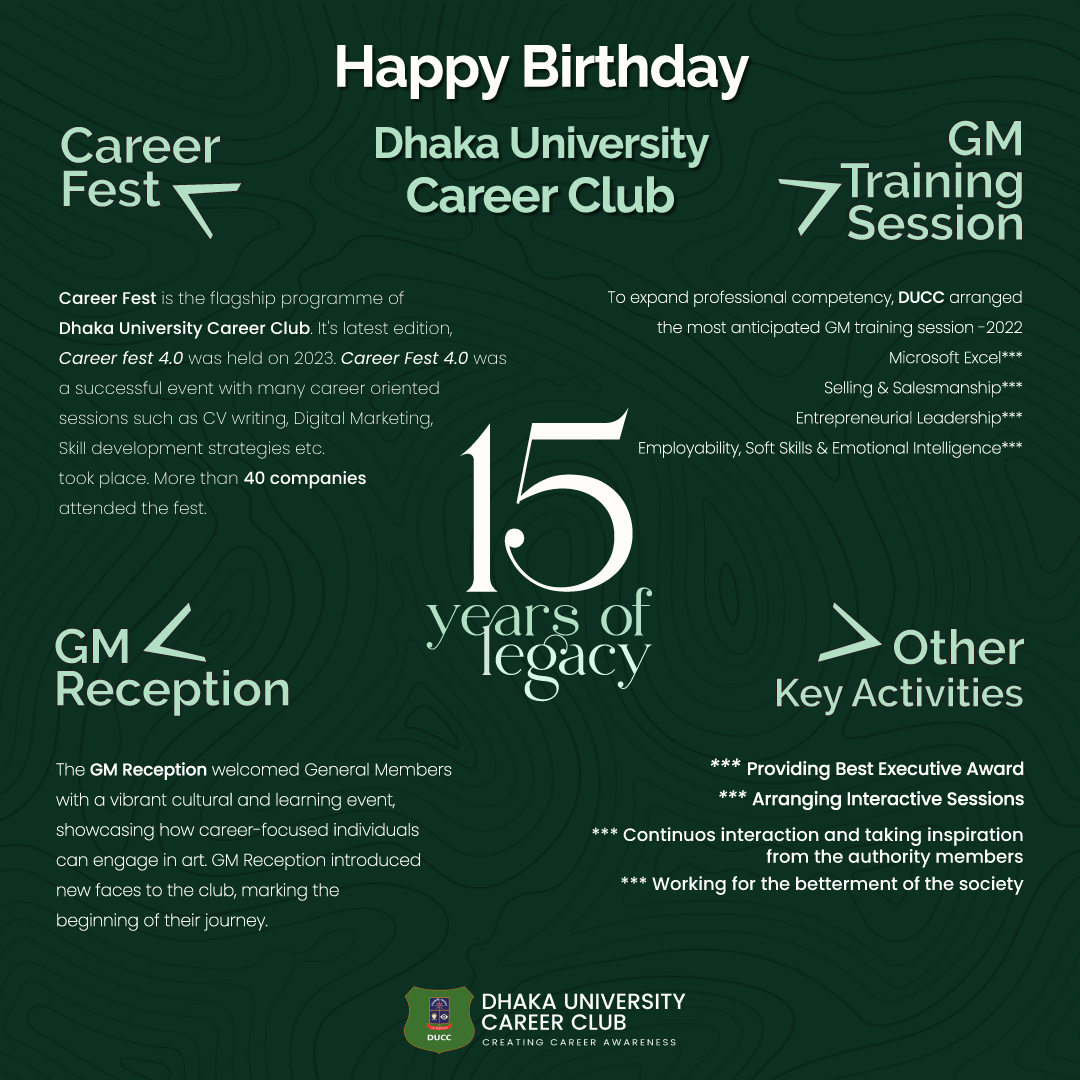 Happy Birthday
Dhaka University
Career Club
Career
Fest
Career Fest is the flagship programme of
Dhaka University Career Club. It's latest edition,
Career fest 4.0 was held on 2023. Career Fest 4.0 was
a successful event with many career oriented
sessions such as CV writing, Digital Marketing,
Skill development strategies etc.
took place. More than 40 companies
attended the fest.
GM
Training
Session
To expand professional competency, DUCC arranged
the most anticipated GM training session -2022
Microsoft Excel***
Selling & Salesmanship***
Entrepreneurial Leadership***
Employability, Soft Skills & Emotional Intelligence***
15
years of
legacy
GM
Reception
The GM Reception welcomed General Members
with a vibrant cultural and learning event,
showcasing how career-focused individuals
can engage in art. GM Reception introduced
new faces to the club, marking the
beginning of their journey.
Other
Key Activities
*** Providing Best Executive Award
*** Arranging Interactive Sessions
*** Continuos interaction and taking inspiration
from the authority members
*** Working for the betterment of the society
DUCC
DHAKA UNIVERSITY
CAREER CLUB
CREATING CAREER AWARENESS